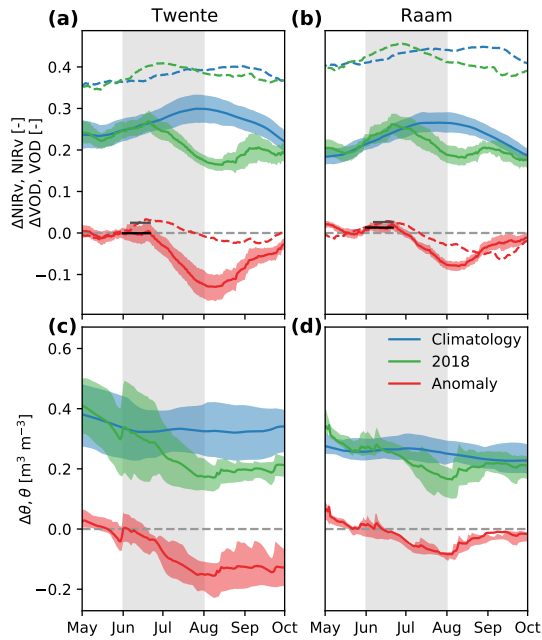 (a) Twente
(b) Raam
ΔNIRv, NIRv [-]
ΔVOD, VOD [-]
0.4
0.3
0.2
0.1
0.0
−0.1
(c)
(d)
Δθ, θ [m³ m⁻³]
0.6
0.4
0.2
0.0
−0.2
Climatology
2018
Anomaly
May Jun Jul Aug Sep Oct
May Jun Jul Aug Sep Oct